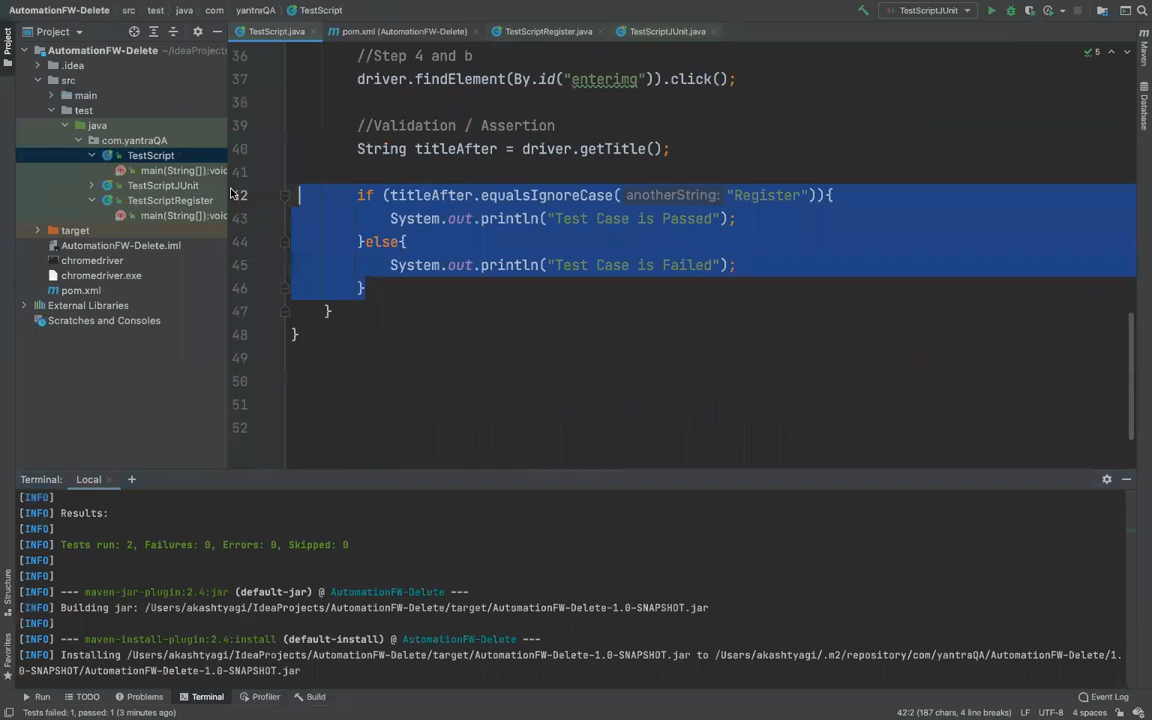 AutomationFW-Delete
src
test
java
com
yantraQA
TestScript
TestScriptJUnit
Project
TestScript.java
pom.xml (AutomationFW-Delete)
TestScriptRegister.java
TestScriptJUnit.java
AutomationFW-Delete ~/IdeaProjects
.idea
src
main
test
java
com.yantraQA
TestScript
main(String[]):void
TestScriptJUnit
TestScriptRegister
main(String[]):void
target
AutomationFW-Delete.iml
chromedriver
chromedriver.exe
pom.xml
External Libraries
Scratches and Consoles
5
36 //Step 4 and b
37 driver.findElement(By.id("enterimg")).click();
38
39 //Validation / Assertion
40 String titleAfter = driver.getTitle();
41
42 if (titleAfter.equalsIgnoreCase( anotherString: "Register")){
43 System.out.println("Test Case is Passed");
44 }else{
45 System.out.println("Test Case is Failed");
46 }
47 }
48 }
49
50
51
52
Maven
Database
Project
Structure
Favorites
Terminal: Local
[INFO]
[INFO] Results:
[INFO]
[INFO] Tests run: 2, Failures: 0, Errors: 0, Skipped: 0
[INFO]
[INFO]
[INFO] --- maven-jar-plugin:2.4:jar (default-jar) @ AutomationFW-Delete ---
[INFO] Building jar: /Users/akashtyagi/IdeaProjects/AutomationFW-Delete/target/AutomationFW-Delete-1.0-SNAPSHOT.jar
[INFO]
[INFO] --- maven-install-plugin:2.4:install (default-install) @ AutomationFW-Delete ---
[INFO] Installing /Users/akashtyagi/IdeaProjects/AutomationFW-Delete/target/AutomationFW-Delete-1.0-SNAPSHOT.jar to /Users/akashtyagi/.m2/repository/com/yantraQA/AutomationFW-Delete/1.
0-SNAPSHOT/AutomationFW-Delete-1.0-SNAPSHOT.jar
Run
TODO
Problems
Terminal
Profiler
Build
Event Log
Tests failed: 1, passed: 1 (3 minutes ago)
42:2 (187 chars, 4 line breaks)
LF
UTF-8
4 spaces